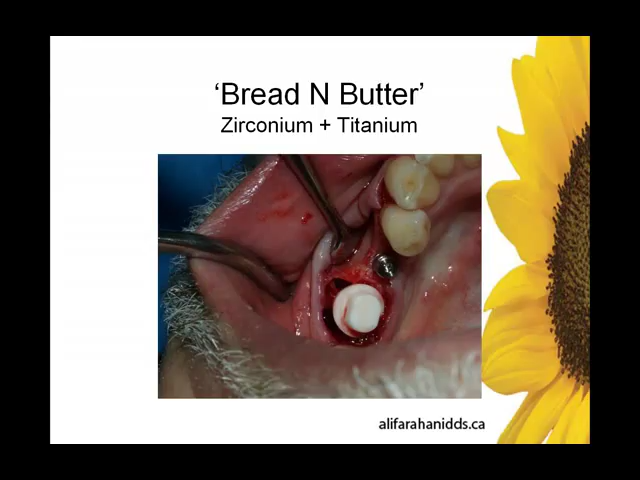 ‘Bread N Butter’
Zirconium + Titanium
alifarahanidds.ca